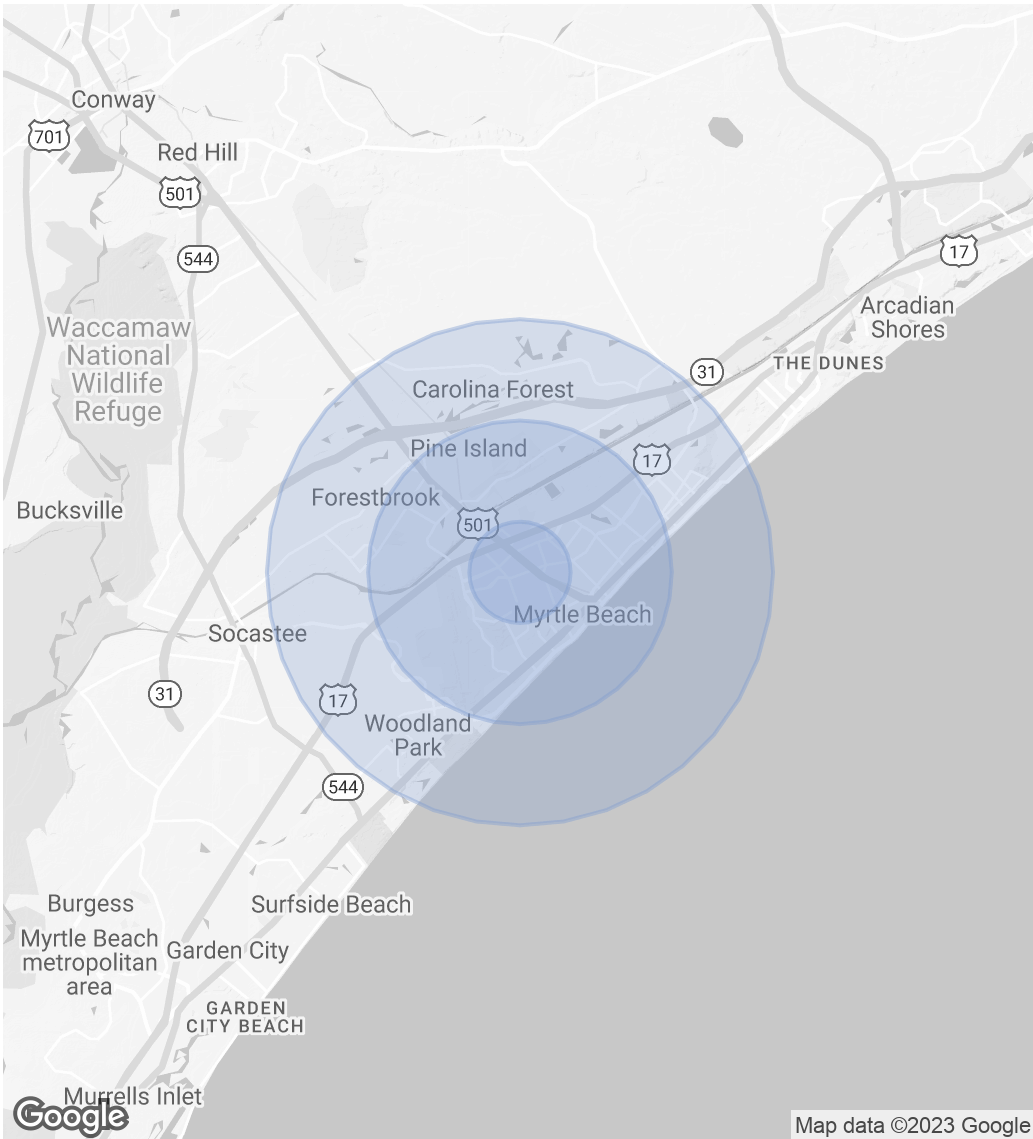 Conway
701
Red Hill
501
544
17
Arcadian
Shores
Waccamaw
National
Wildlife
Refuge
THE DUNES
31
Carolina Forest
Pine Island
17
Forestbrook
Bucksville
501
Myrtle Beach
Socastee
31
17
Woodland
Park
544
Burgess
Surfside Beach
Myrtle Beach
metropolitan
area
Garden City
GARDEN
CITY BEACH
Murrells Inlet
Google
Map data ©2023 Google